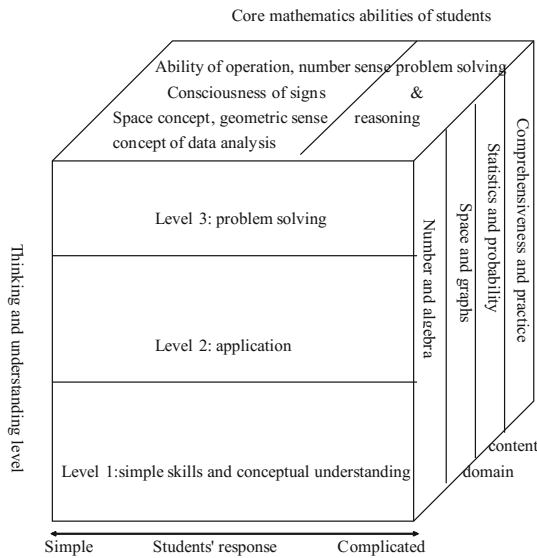 Core mathematics abilities of students
Ability of operation, number sense problem solving
Consciousness of signs &
Space concept, geometric sense reasoning
concept of data analysis
Level 3: problem solving
Level 2: application
Level 1:simple skills and conceptual understanding
Thinking and understanding level
Number and algebra
Space and graphs
Statistics and probability
Comprehensiveness and practice
content
domain
Simple Students' response Complicated